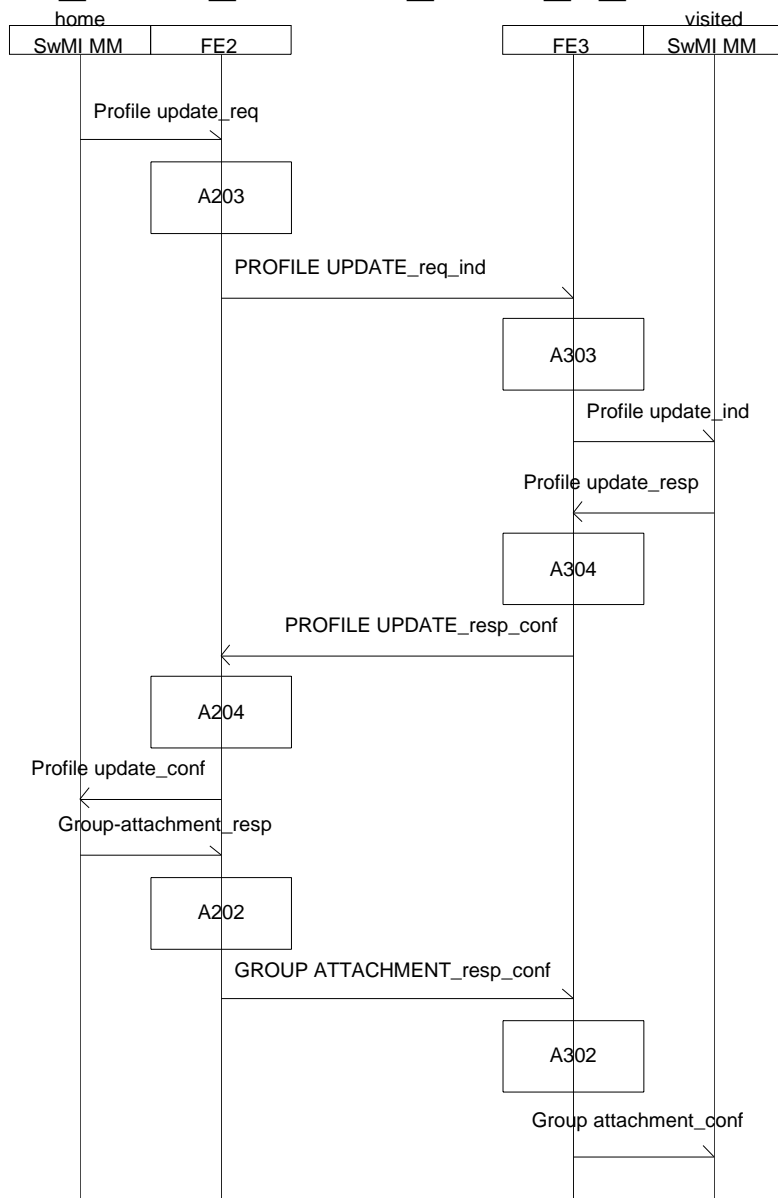 home
visited
SwMI MM
FE2
FE3
SwMI MM
Profile update_req
A203
PROFILE UPDATE_req_ind
A303
Profile update_ind
Profile update_resp
A304
PROFILE UPDATE_resp_conf
A204
Profile update_conf
Group-attachment_resp
A202
GROUP ATTACHMENT_resp_conf
A302
Group attachment_conf